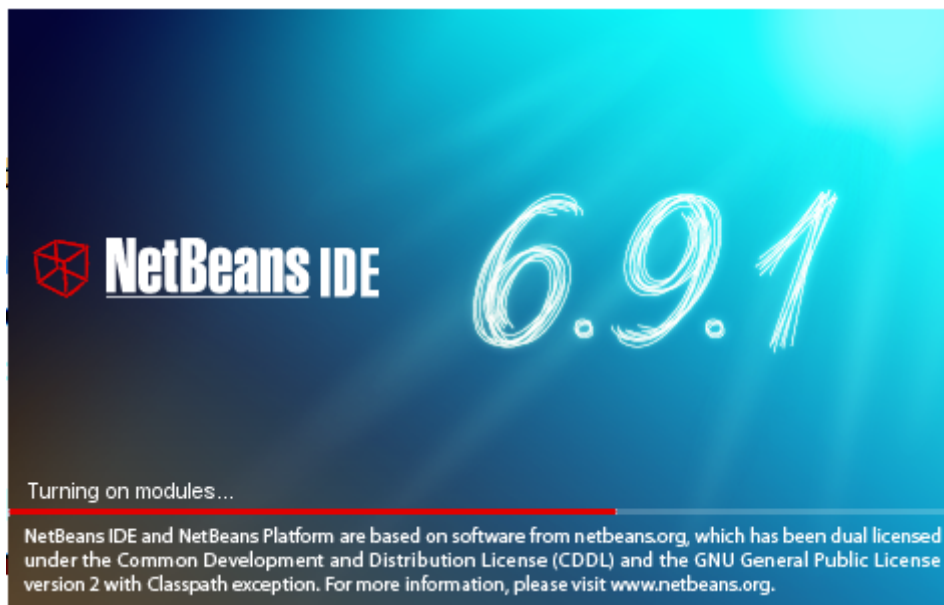 NetBeans IDE 6.9.1
Turning on modules...
NetBeans IDE and NetBeans Platform are based on software from netbeans.org, which has been dual licensed
under the Common Development and Distribution License (CDDL) and the GNU General Public License
version 2 with Classpath exception. For more information, please visit www.netbeans.org.